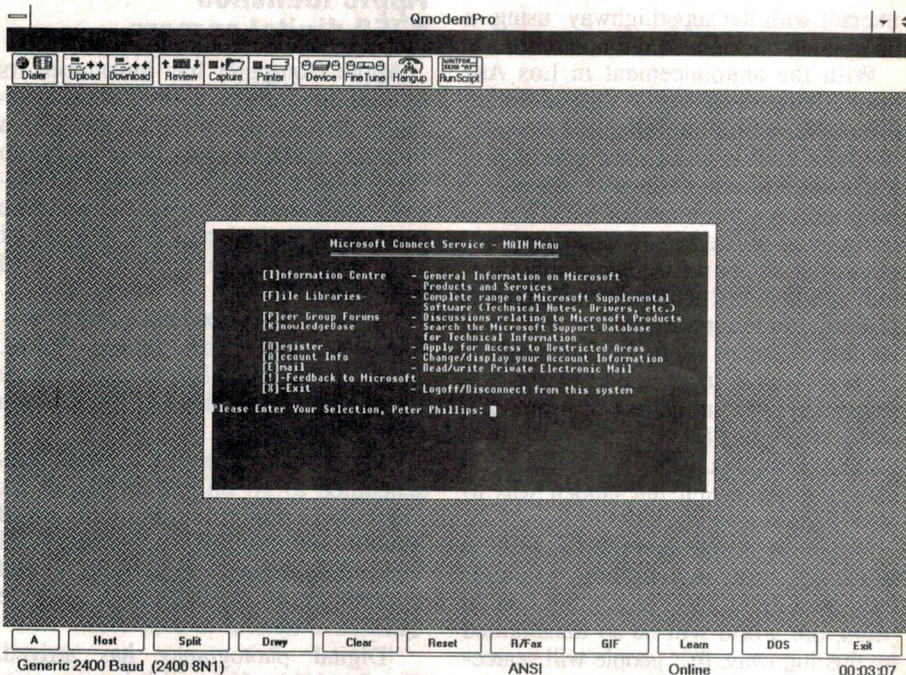 QmodemPro
Dialer Upload Download Review Capture Printer Device FineTune Hangup RunScript
Microsoft Connect Service - MAIN Menu
[I]nformation Centre - General Information on Microsoft
Products and Services
[F]ile Libraries - Complete range of Microsoft Supplemental
Software (Technical Notes, Drivers, etc.)
[P]eer Group Forums - Discussions relating to Microsoft Products
[K]nowledgeBase - Search the Microsoft Support Database
for Technical Information
[R]egister - Apply for Access to Restricted Areas
[A]ccount Info - Change/display your Account Information
[E]mail - Read/write Private Electronic Mail
[!]-Feedback to Microsoft
[X]-Exit - Logoff/Disconnect from this system
Please Enter Your Selection, Peter Phillips:
A Host Split Drwy Clear Reset R/Fax GIF Learn DOS Exit
Generic 2400 Baud (2400 8N1) ANSI Online 00:03:07